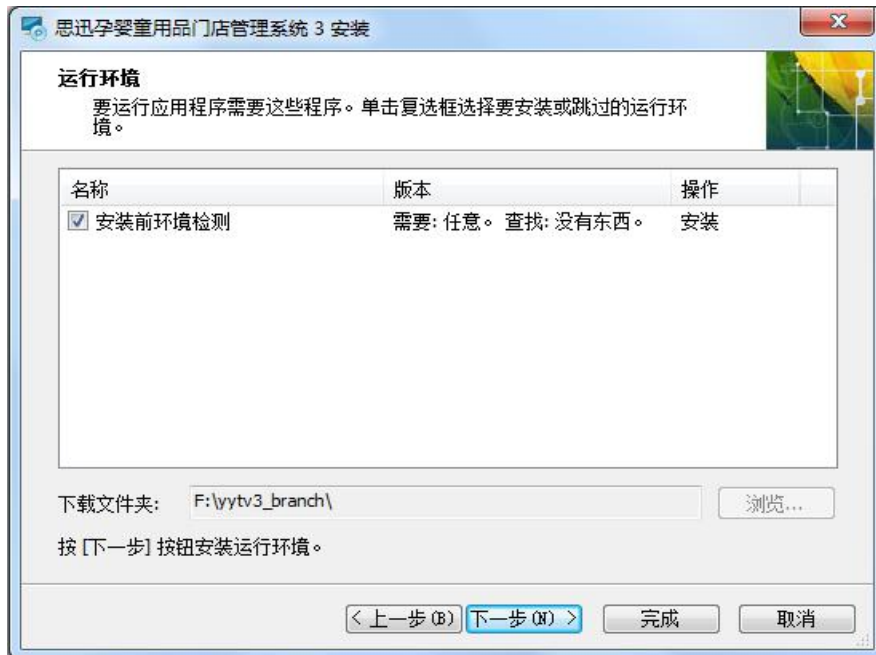 思迅孕婴童用品门店管理系统 3 安装
运行环境
要运行应用程序需要这些程序。单击复选框选择要安装或跳过的运行环
境。
名称 版本 操作
安装前环境检测 需要: 任意。 查找: 没有东西。 安装
下载文件夹: F:\yytv3_branch\ 浏览...
按 [下一步] 按钮安装运行环境。
< 上一步(B) 下一步(N) > 完成 取消